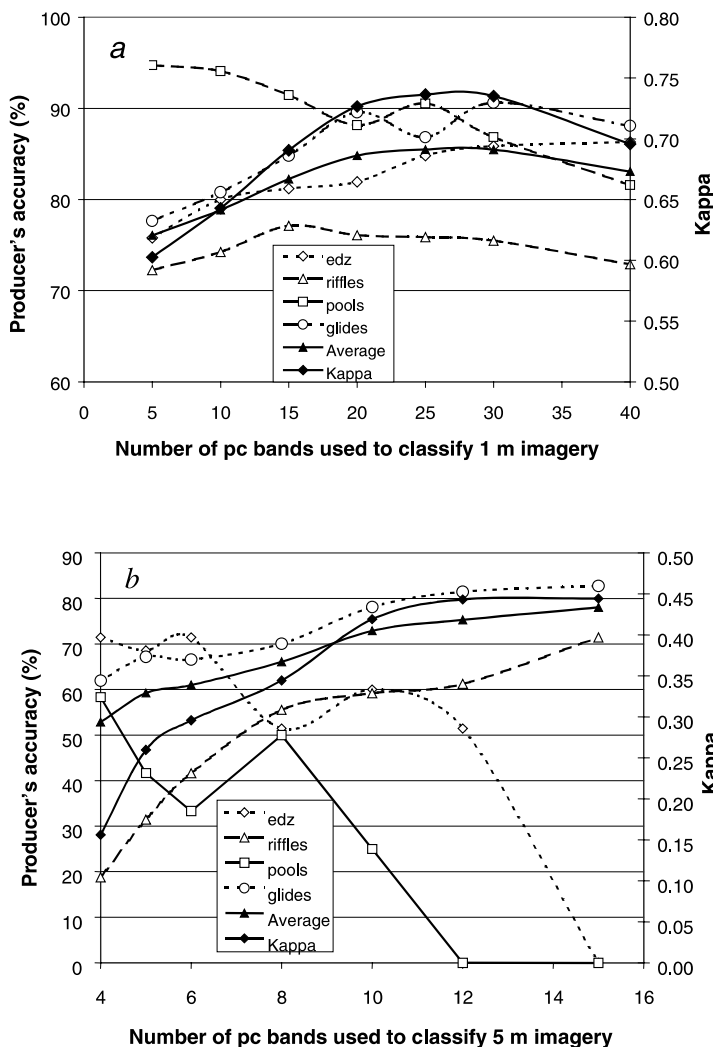 a
100
90
80
70
60
Producer's accuracy (%)
0.80
0.75
0.70
0.65
0.60
0.55
0.50
Kappa
edz
riffles
pools
glides
Average
Kappa
0 5 10 15 20 25 30 35 40
Number of pc bands used to classify 1 m imagery
b
90
80
70
60
50
40
30
20
10
0
Producer's accuracy (%)
0.50
0.45
0.40
0.35
0.30
0.25
0.20
0.15
0.10
0.05
0.00
Kappa
edz
riffles
pools
glides
Average
Kappa
4 6 8 10 12 14 16
Number of pc bands used to classify 5 m imagery